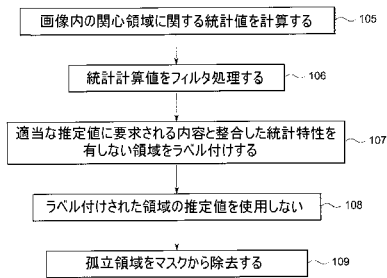 画像内の関心領域に関する統計値を計算する 105
統計計算値をフィルタ処理する 106
適当な推定値に要求される内容と整合した統計特性を
有しない領域をラベル付けする 107
ラベル付けされた領域の推定値を使用しない 108
孤立領域をマスクから除去する 109